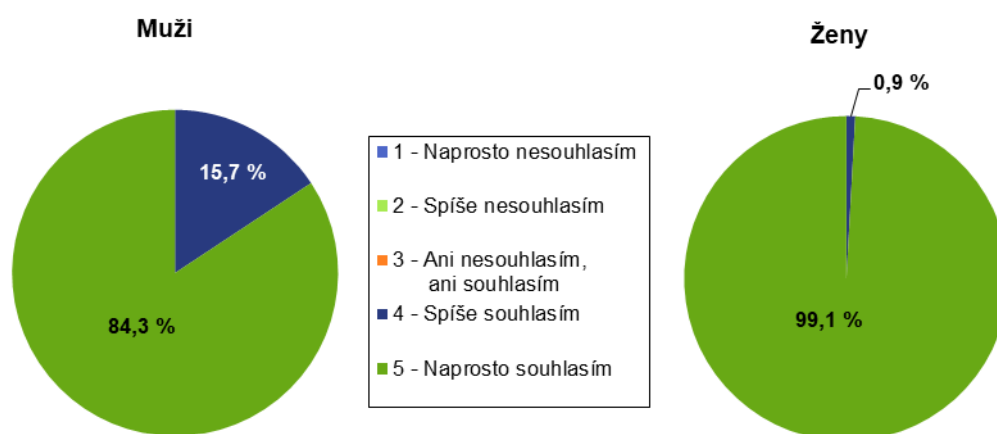 Muži
15,7 %
84,3 %
1 - Naprosto nesouhlasím
2 - Spíše nesouhlasím
3 - Ani nesouhlasím,
ani souhlasím
4 - Spíše souhlasím
5 - Naprosto souhlasím
Ženy
0,9 %
99,1 %